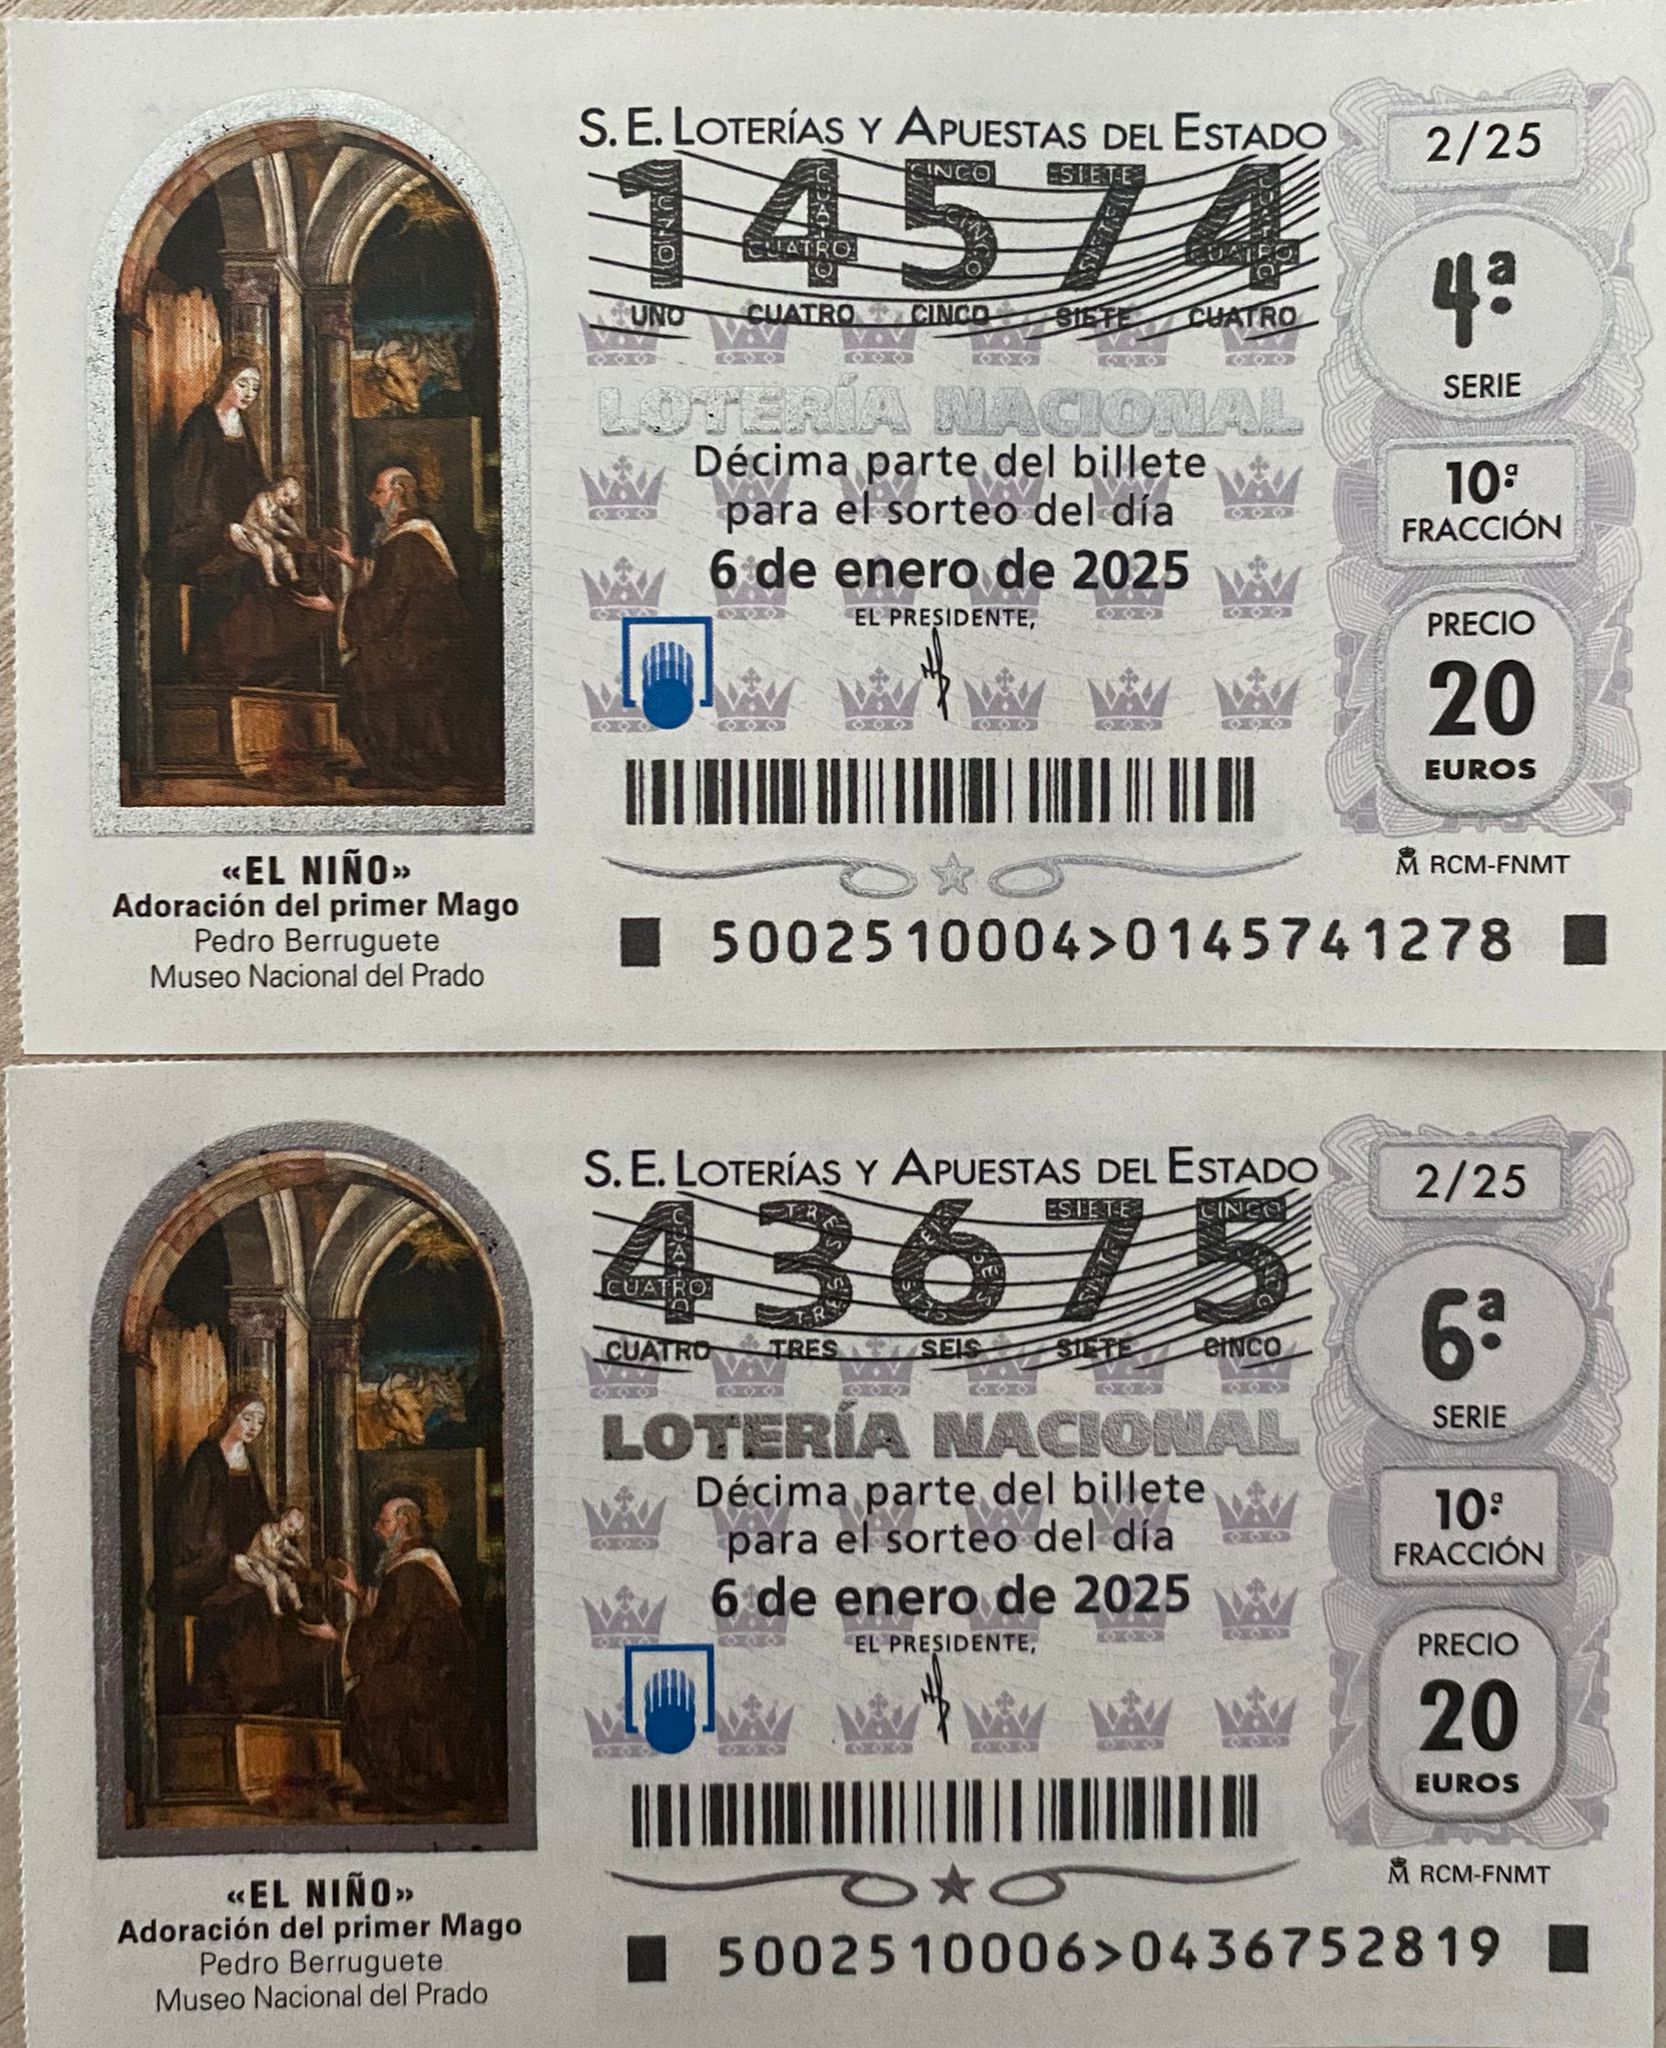 S.E. LOTERÍAS Y APUESTAS DEL ESTADO
14574
UNO CUATRO CINCO SIETE CUATRO
LOTERÍA NACIONAL
Décima parte del billete
para el sorteo del día
6 de enero de 2025
EL PRESIDENTE,
2/25
4ª
SERIE
10ª
FRACCIÓN
PRECIO
20
EUROS
RCM-FNMT
«EL NIÑO»
Adoración del primer Mago
Pedro Berruguete
Museo Nacional del Prado
5002510004>0145741278
S.E. LOTERÍAS Y APUESTAS DEL ESTADO
43675
CUATRO TRES SEIS SIETE CINCO
LOTERÍA NACIONAL
Décima parte del billete
para el sorteo del día
6 de enero de 2025
EL PRESIDENTE,
2/25
6ª
SERIE
10ª
FRACCIÓN
PRECIO
20
EUROS
RCM-FNMT
«EL NIÑO»
Adoración del primer Mago
Pedro Berruguete
Museo Nacional del Prado
5002510006>0436752819